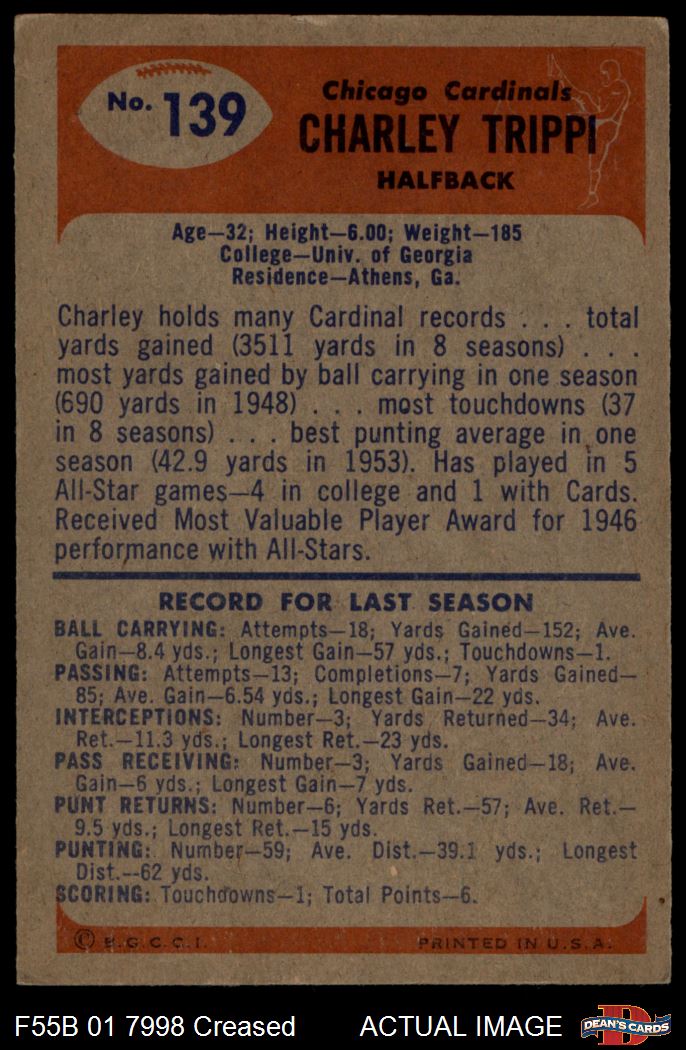 No. 139
Chicago Cardinals
CHARLEY TRIPPI
HALFBACK
Age—32; Height—6.00; Weight—185
College—Univ. of Georgia
Residence—Athens, Ga.
Charley holds many Cardinal records . . . total
yards gained (3511 yards in 8 seasons) . . .
most yards gained by ball carrying in one season
(690 yards in 1948) . . . most touchdowns (37
in 8 seasons) . . . best punting average in one
season (42.9 yards in 1953). Has played in 5
All-Star games—4 in college and 1 with Cards.
Received Most Valuable Player Award for 1946
performance with All-Stars.
RECORD FOR LAST SEASON
BALL CARRYING: Attempts—18; Yards Gained—152; Ave.
Gain—8.4 yds.; Longest Gain—57 yds.; Touchdowns—1.
PASSING: Attempts—13; Completions—7; Yards Gained—
85; Ave. Gain—6.54 yds.; Longest Gain—22 yds.
INTERCEPTIONS: Number—3; Yards Returned—34; Ave.
Ret.—11.3 yds.; Longest Ret.—23 yds.
PASS RECEIVING: Number—3; Yards Gained—18; Ave.
Gain—6 yds.; Longest Gain—7 yds.
PUNT RETURNS: Number—6; Yards Ret.—57; Ave. Ret.—
9.5 yds.; Longest Ret.—15 yds.
PUNTING: Number—59; Ave. Dist.—39.1 yds.; Longest
Dist.--62 yds.
SCORING: Touchdowns—1; Total Points—6.
© B.G.C.C.I. PRINTED IN U.S.A.
F55B 01 7998 Creased ACTUAL IMAGE DEAN'S CARDS